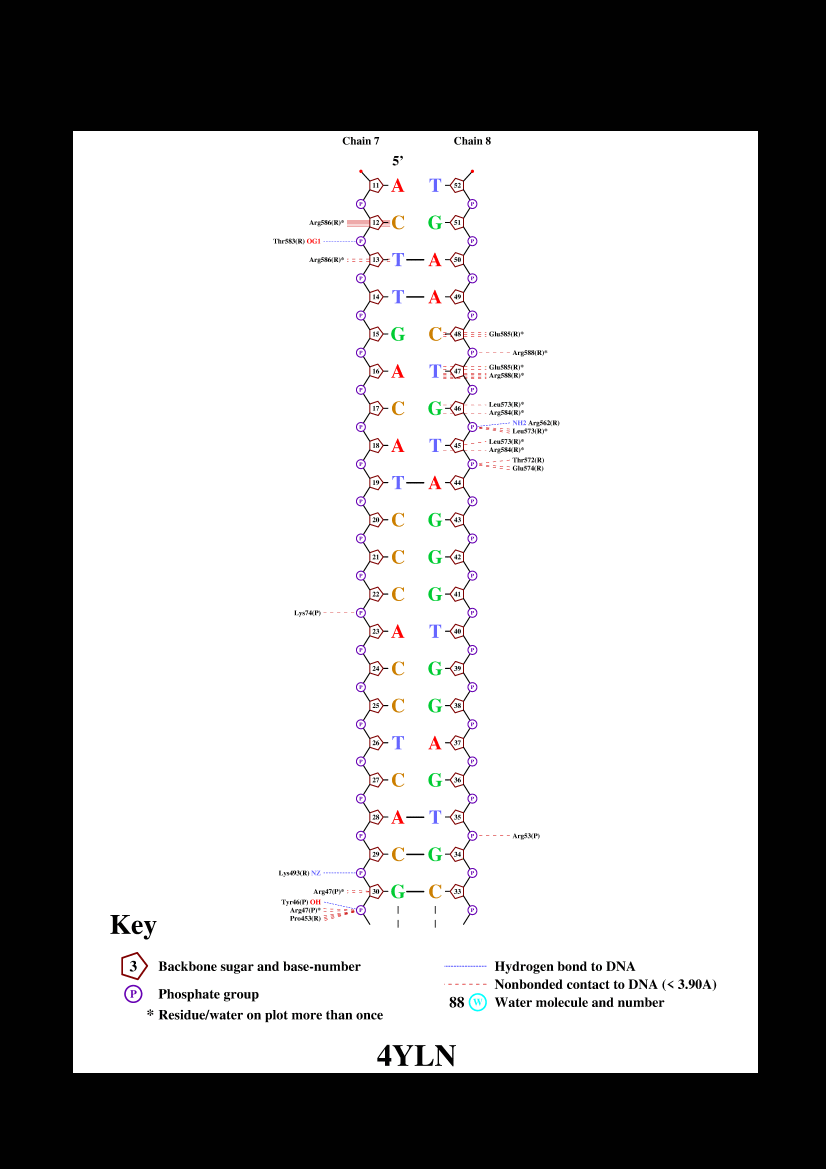 Chain 7 Chain 8
5’
11 A T 52
P P
Arg586(R)* 12 C G 51
Thr583(R) OG1 P P
Arg586(R)* 13 T A 50
P P
14 T A 49
P P
15 G C 48 Glu585(R)*
P P Arg588(R)*
Glu585(R)*
16 A T 47
Arg588(R)*
P P
Leu573(R)*
17 C G 46
Arg584(R)*
NH2 Arg562(R)
P P
Leu573(R)*
Leu573(R)*
18 A T 45
Arg584(R)*
Thr572(R)
P P
Glu574(R)
19 T A 44
P P
20 C G 43
P P
21 C G 42
P P
22 C G 41
Lys74(P) P P
23 A T 40
P P
24 C G 39
P P
25 C G 38
P P
26 T A 37
P P
27 C G 36
P P
28 A T 35
P P Arg53(P)
29 C G 34
Lys493(R) NZ P P
Arg47(P)* 30 G C 33
Tyr46(P) OH
Arg47(P)* P P
Pro453(R)
Key
3 Backbone sugar and base-number
P Phosphate group
* Residue/water on plot more than once
Hydrogen bond to DNA
Nonbonded contact to DNA (< 3.90A)
88 W Water molecule and number
4YLN